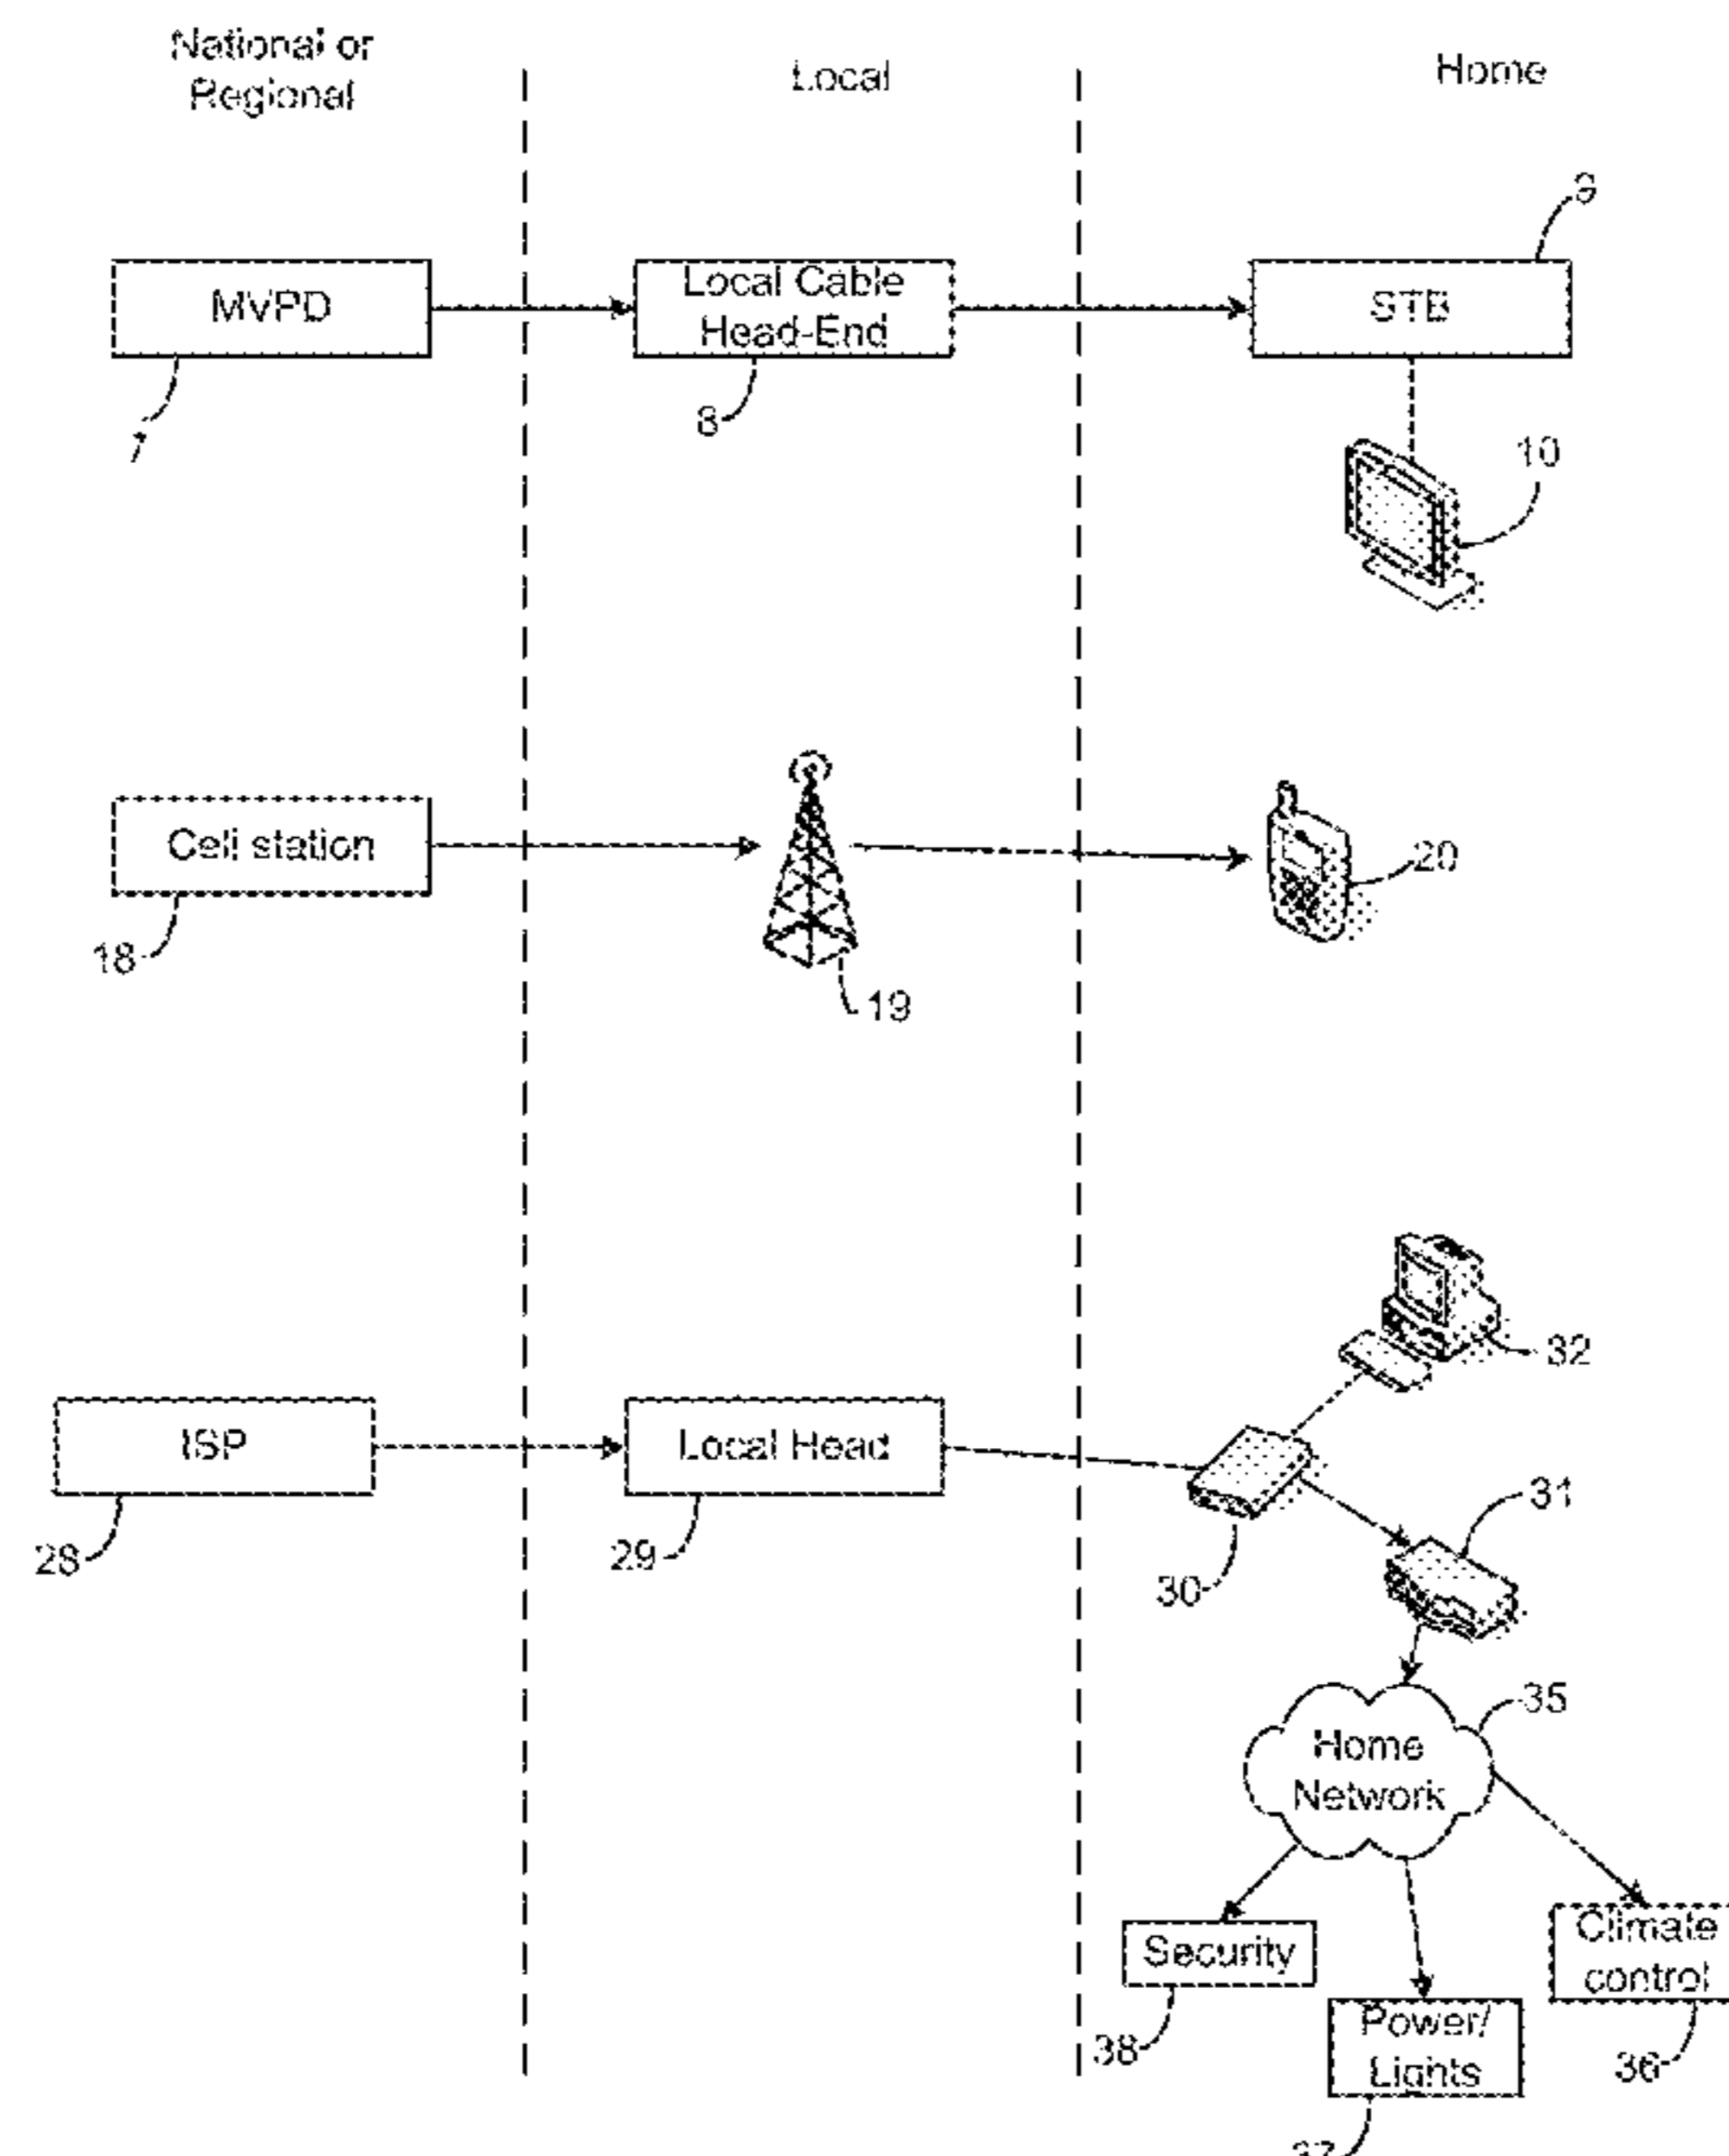 National or
Regional
Local
Home
9
MVPD
Local Cable
Head-End
STB
7
8
10
Cell station
20
18
19
32
ISP
Local Head
31
28
29
30
35
Home
Network
Security
Climate
control
Power/
Lights
38
36
37